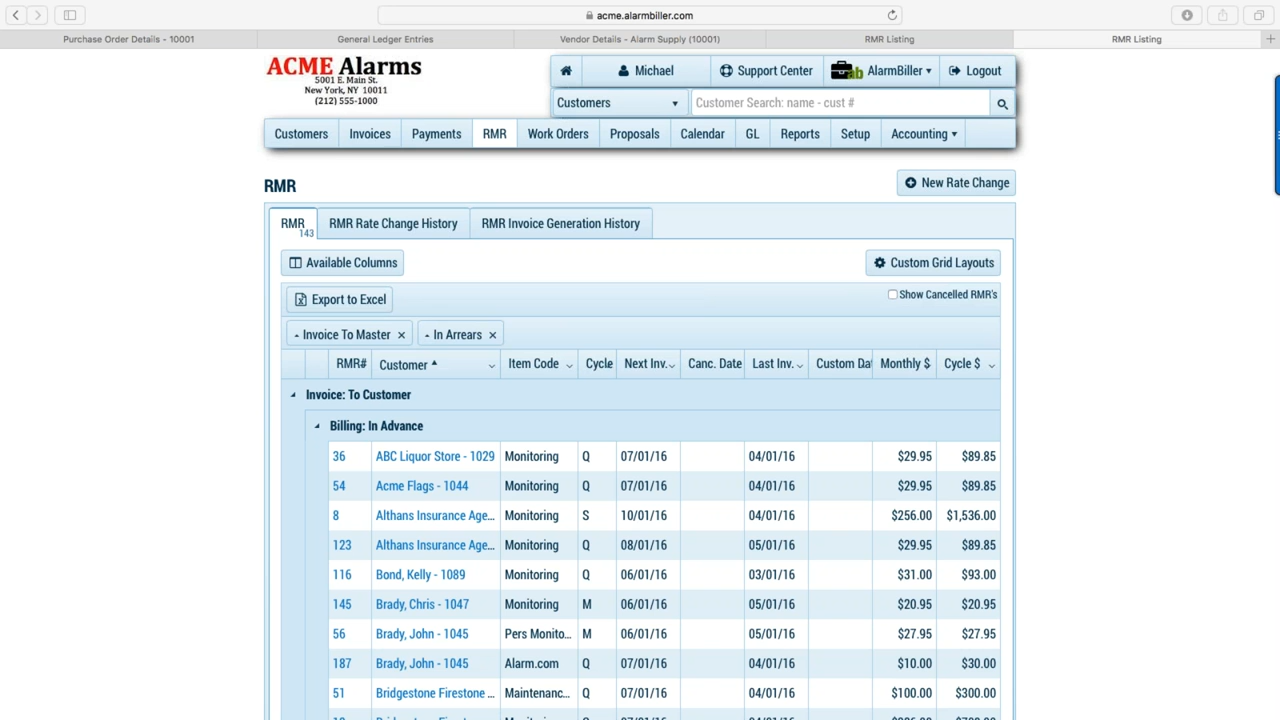 acme.alarmbiller.com
Purchase Order Details - 10001 General Ledger Entries Vendor Details - Alarm Supply (10001) RMR Listing RMR Listing
ACME Alarms
5001 E. Main St.
New York, NY 10011
(212) 555-1000
Michael Support Center ab AlarmBiller Logout
Customers Customer Search: name - cust #
Customers Invoices Payments RMR Work Orders Proposals Calendar GL Reports Setup Accounting
RMR New Rate Change
RMR 143 RMR Rate Change History RMR Invoice Generation History
Available Columns Custom Grid Layouts
Export to Excel Show Cancelled RMR's
Invoice To Master × In Arrears ×
RMR# Customer Item Code Cycle Next Inv. Canc. Date Last Inv. Custom Dat Monthly $ Cycle $
Invoice: To Customer
Billing: In Advance
36 ABC Liquor Store - 1029 Monitoring Q 07/01/16 04/01/16 $29.95 $89.85
54 Acme Flags - 1044 Monitoring Q 07/01/16 04/01/16 $29.95 $89.85
8 Althans Insurance Age... Monitoring S 10/01/16 04/01/16 $256.00 $1,536.00
123 Althans Insurance Age... Monitoring Q 08/01/16 05/01/16 $29.95 $89.85
116 Bond, Kelly - 1089 Monitoring Q 06/01/16 03/01/16 $31.00 $93.00
145 Brady, Chris - 1047 Monitoring M 06/01/16 05/01/16 $20.95 $20.95
56 Brady, John - 1045 Pers Monito... M 06/01/16 05/01/16 $27.95 $27.95
187 Brady, John - 1045 Alarm.com Q 07/01/16 04/01/16 $10.00 $30.00
51 Bridgestone Firestone ... Maintenanc... Q 07/01/16 04/01/16 $100.00 $300.00